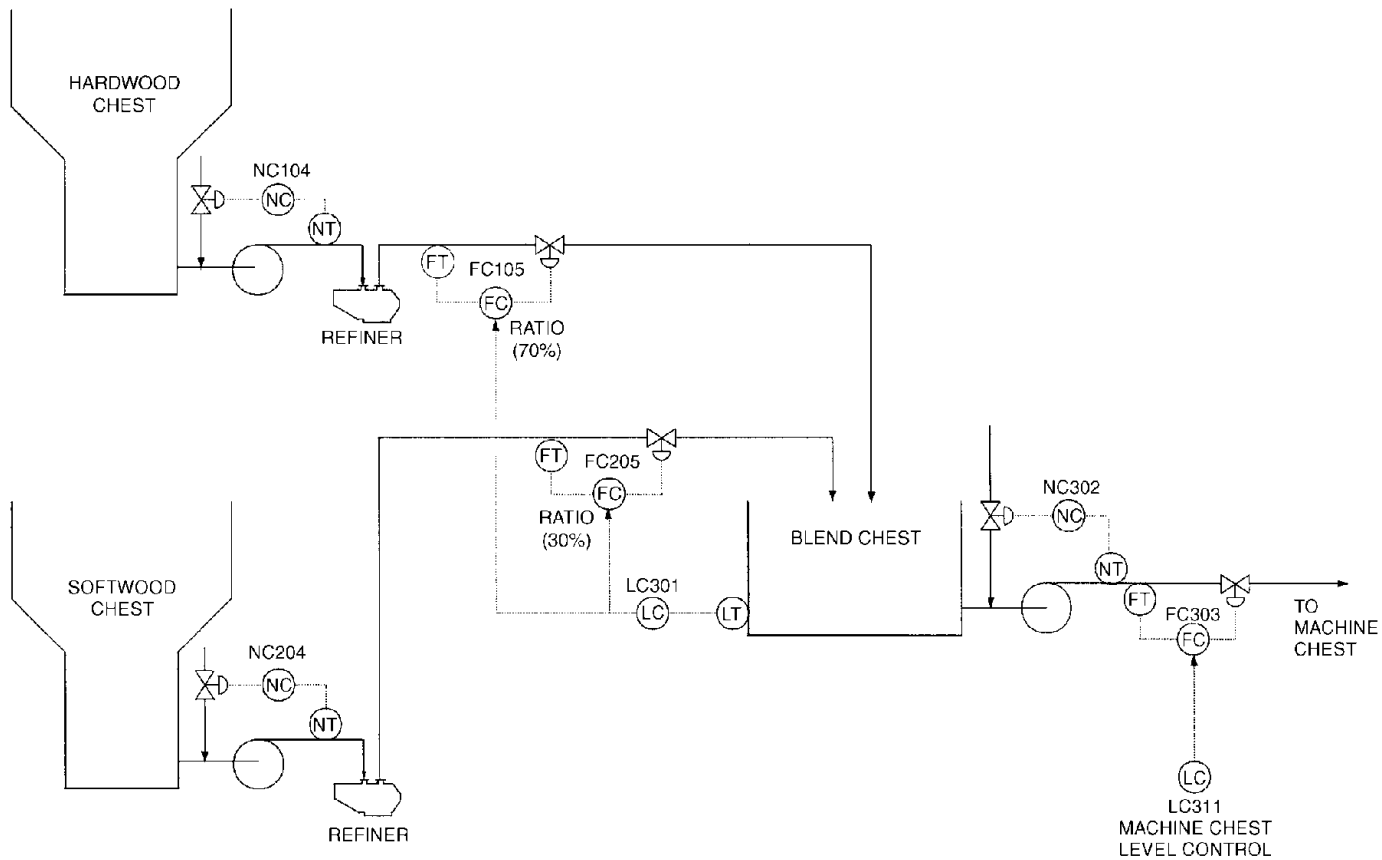 HARDWOOD
CHEST
NC104
NC
NT
FT
FC105
FC
REFINER
RATIO
(70%)
FT
FC205
FC
RATIO
(30%)
BLEND CHEST
NC302
NC
NT
SOFTWOOD
CHEST
LC301
LC
LT
FT
FC303
FC
TO
MACHINE
CHEST
NC204
NC
NT
REFINER
LC
LC311
MACHINE CHEST
LEVEL CONTROL